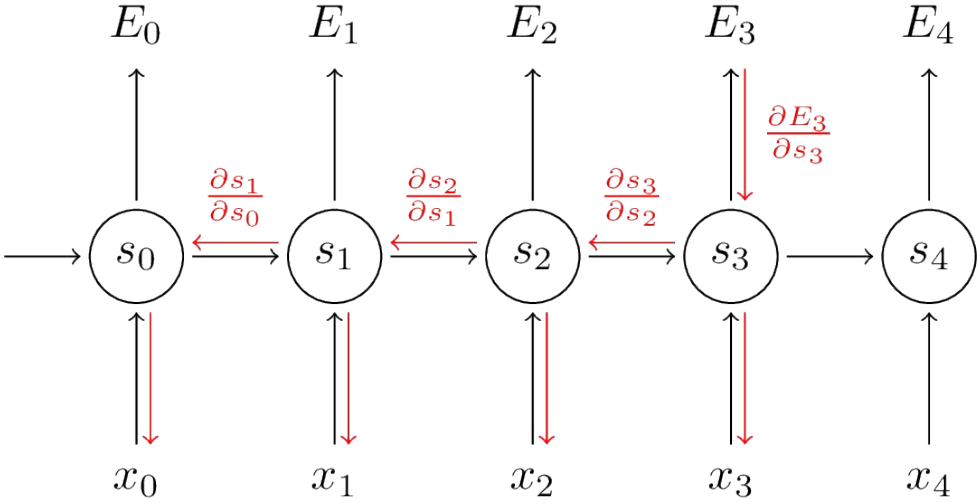 E₀ E₁ E₂ E₃ E₄
∂E₃/∂s₃
∂s₁/∂s₀ ∂s₂/∂s₁ ∂s₃/∂s₂
s₀ s₁ s₂ s₃ s₄
x₀ x₁ x₂ x₃ x₄